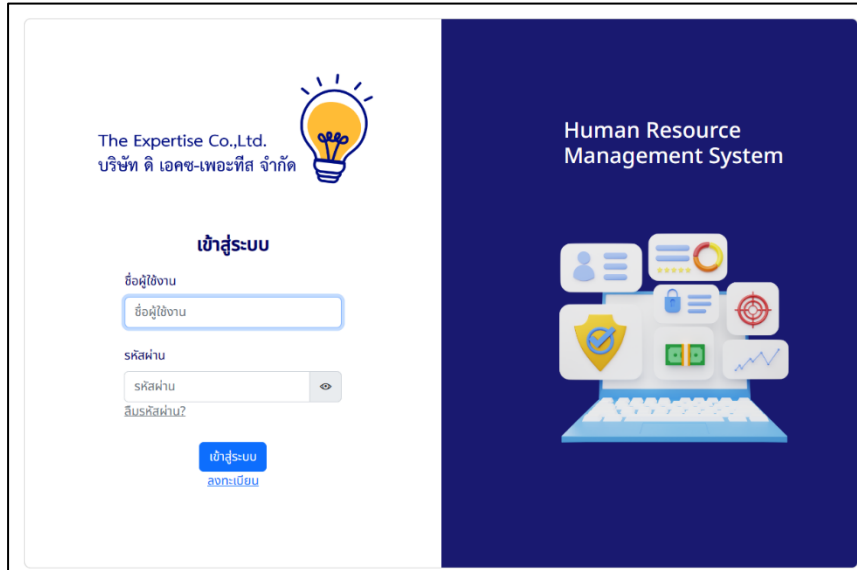 The Expertise Co.,Ltd.
บริษัท ดิ เอคซ-เพอะทีส จำกัด
เข้าสู่ระบบ
ชื่อผู้ใช้งาน
ชื่อผู้ใช้งาน
รหัสผ่าน
รหัสผ่าน
ลืมรหัสผ่าน?
เข้าสู่ระบบ
ลงทะเบียน
Human Resource
Management System